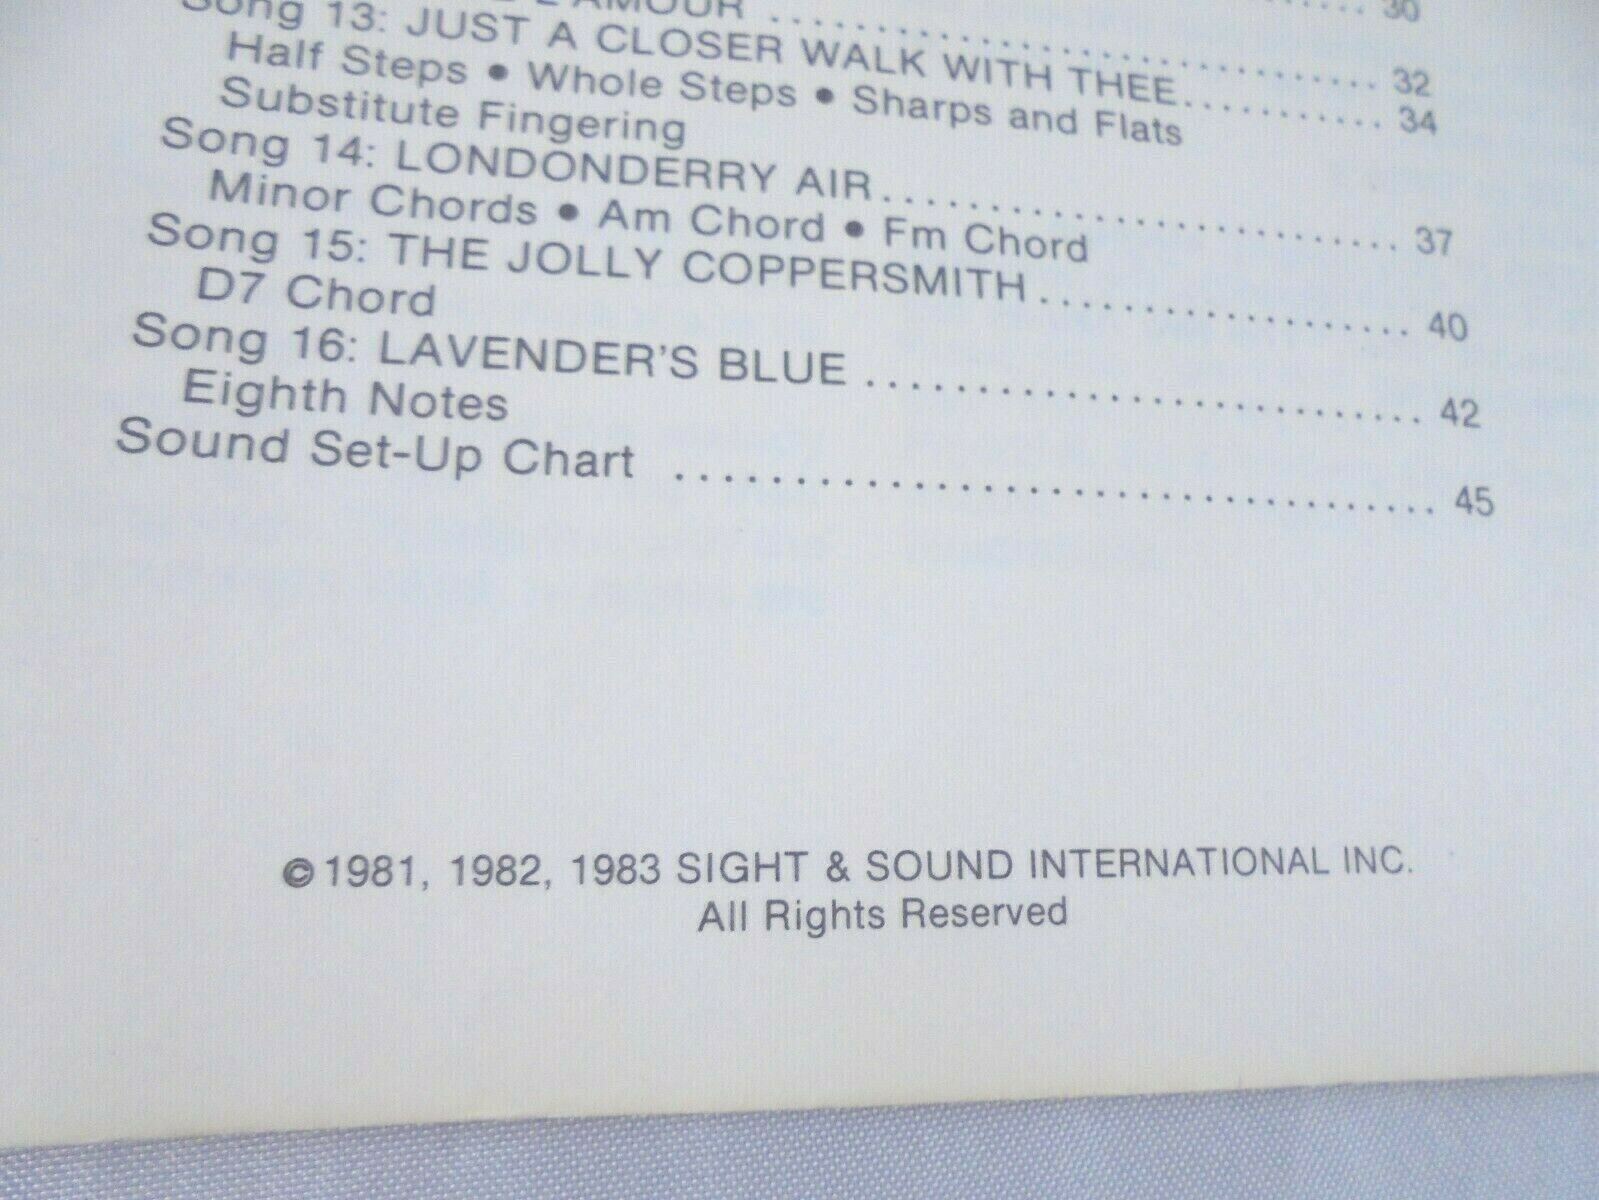 L'AMOUR .......... 32
Song 13: JUST A CLOSER WALK WITH THEE .......... 34
Half Steps • Whole Steps • Sharps and Flats
Substitute Fingering
Song 14: LONDONDERRY AIR .......... 37
Minor Chords • Am Chord • Fm Chord
Song 15: THE JOLLY COPPERSMITH .......... 40
D7 Chord
Song 16: LAVENDER'S BLUE .......... 42
Eighth Notes
Sound Set-Up Chart .......... 45
© 1981, 1982, 1983 SIGHT & SOUND INTERNATIONAL INC.
All Rights Reserved